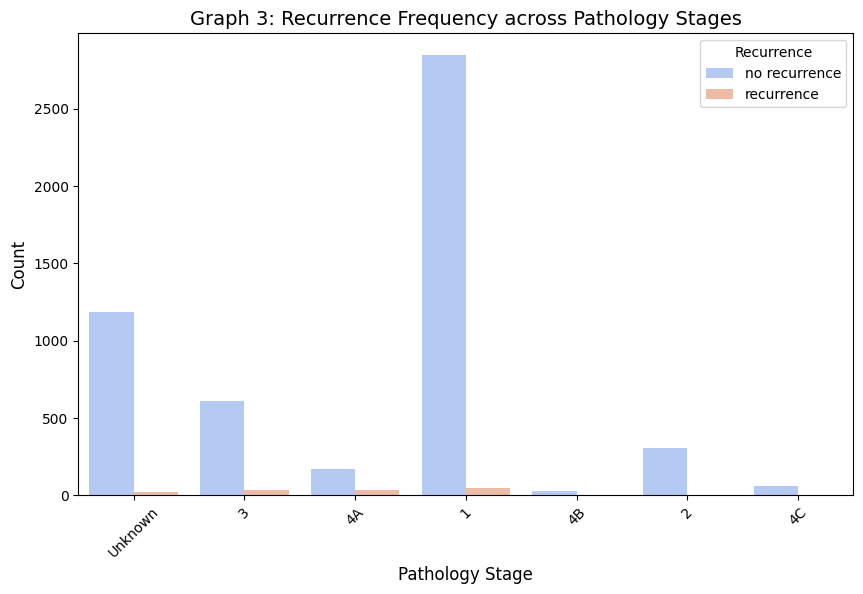 Graph 3: Recurrence Frequency across Pathology Stages
Recurrence
no recurrence
recurrence
Count
2500
2000
1500
1000
500
0
Unknown
3
4A
1
4B
2
4C
Pathology Stage